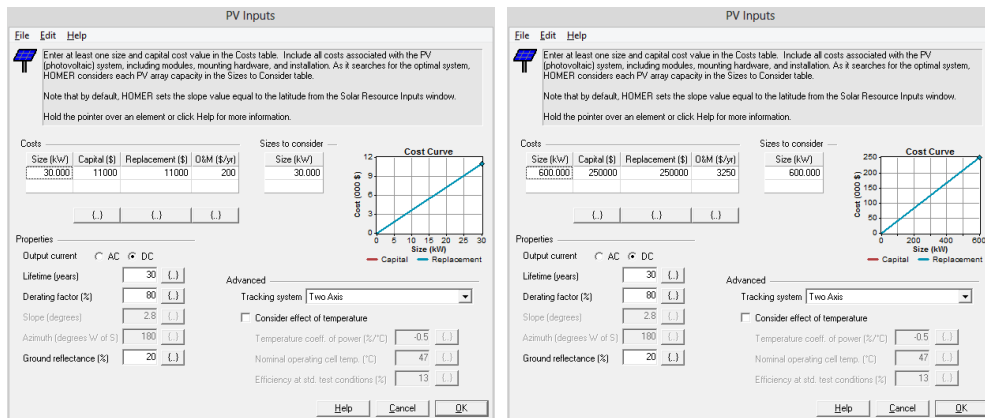 PV Inputs
File Edit Help
Enter at least one size and capital cost value in the Costs table. Include all costs associated with the PV
(photovoltaic) system, including modules, mounting hardware, and installation. As it searches for the optimal system,
HOMER considers each PV array capacity in the Sizes to Consider table.
Note that by default, HOMER sets the slope value equal to the latitude from the Solar Resource Inputs window.
Hold the pointer over an element or click Help for more information.
Costs
Size (kW) Capital ($) Replacement ($) O&M ($/yr)
30.000 11000 11000 200
{..} {..} {..}
Sizes to consider
Size (kW)
30.000
Cost Curve
Cost (000 $)
12
9
6
3
0
0 5 10 15 20 25 30
Size (kW)
Capital Replacement
Properties
Output current AC DC
Lifetime (years) 30 {..}
Derating factor (%) 80 {..}
Slope (degrees) 2.8 {..}
Azimuth (degrees W of S) 180 {..}
Ground reflectance (%) 20 {..}
Advanced
Tracking system Two Axis
Consider effect of temperature
Temperature coeff. of power (%/°C) -0.5 {..}
Nominal operating cell temp. (°C) 47 {..}
Efficiency at std. test conditions (%) 13 {..}
Help Cancel OK
PV Inputs
File Edit Help
Enter at least one size and capital cost value in the Costs table. Include all costs associated with the PV
(photovoltaic) system, including modules, mounting hardware, and installation. As it searches for the optimal system,
HOMER considers each PV array capacity in the Sizes to Consider table.
Note that by default, HOMER sets the slope value equal to the latitude from the Solar Resource Inputs window.
Hold the pointer over an element or click Help for more information.
Costs
Size (kW) Capital ($) Replacement ($) O&M ($/yr)
600.000 250000 250000 3250
{..} {..} {..}
Sizes to consider
Size (kW)
600.000
Cost Curve
Cost (000 $)
250
200
150
100
50
0
0 200 400 600
Size (kW)
Capital Replacement
Properties
Output current AC DC
Lifetime (years) 30 {..}
Derating factor (%) 80 {..}
Slope (degrees) 2.8 {..}
Azimuth (degrees W of S) 180 {..}
Ground reflectance (%) 20 {..}
Advanced
Tracking system Two Axis
Consider effect of temperature
Temperature coeff. of power (%/°C) -0.5 {..}
Nominal operating cell temp. (°C) 47 {..}
Efficiency at std. test conditions (%) 13 {..}
Help Cancel OK